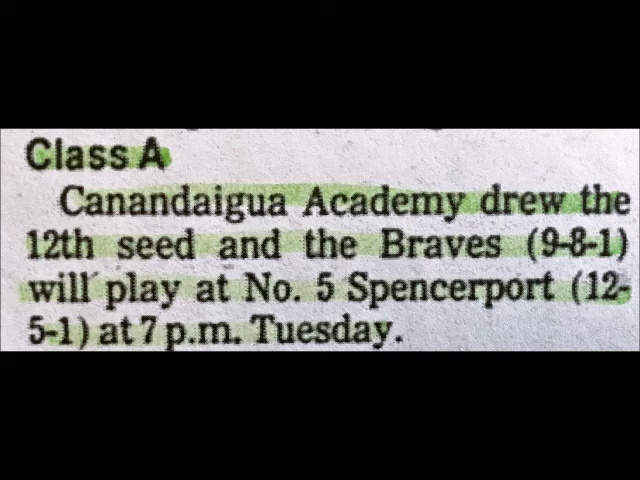 Class A
Canandaigua Academy drew the
12th seed and the Braves (9-8-1)
will play at No. 5 Spencerport (12-
5-1) at 7 p.m. Tuesday.